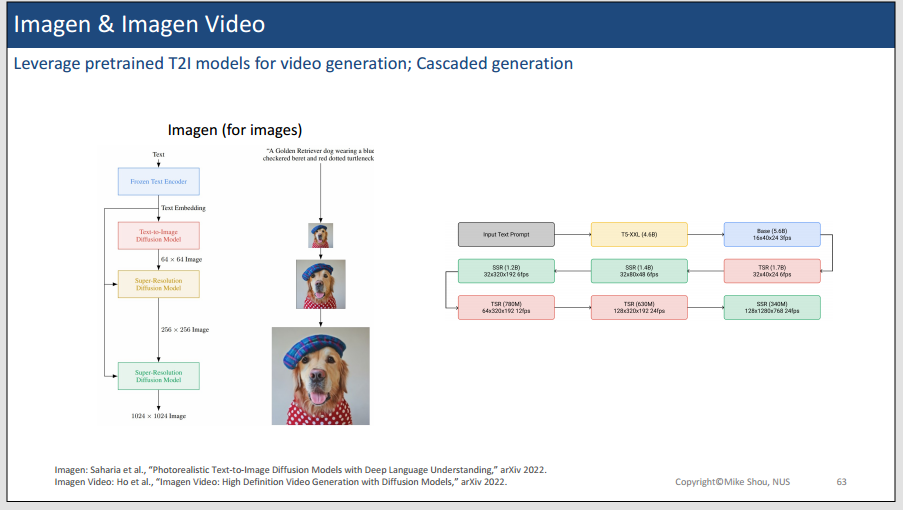 Imagen & Imagen Video
Leverage pretrained T2I models for video generation; Cascaded generation
Imagen (for images)
Text
Frozen Text Encoder
Text Embedding
Text-to-Image
Diffusion Model
64 × 64 Image
Super-Resolution
Diffusion Model
256 × 256 Image
Super-Resolution
Diffusion Model
1024 × 1024 Image
"A Golden Retriever dog wearing a blue
checkered beret and red dotted turtleneck
Input Text Prompt
T5-XXL (4.6B)
Base (5.6B)
16x40x24 3fps
SSR (1.2B)
32x320x192 6fps
SSR (1.4B)
32x80x48 6fps
TSR (1.7B)
32x40x24 6fps
TSR (780M)
64x320x192 12fps
TSR (630M)
128x320x192 24fps
SSR (340M)
128x1280x768 24fps
Imagen: Saharia et al., "Photorealistic Text-to-Image Diffusion Models with Deep Language Understanding," arXiv 2022.
Imagen Video: Ho et al., "Imagen Video: High Definition Video Generation with Diffusion Models," arXiv 2022.
Copyright©Mike Shou, NUS
63